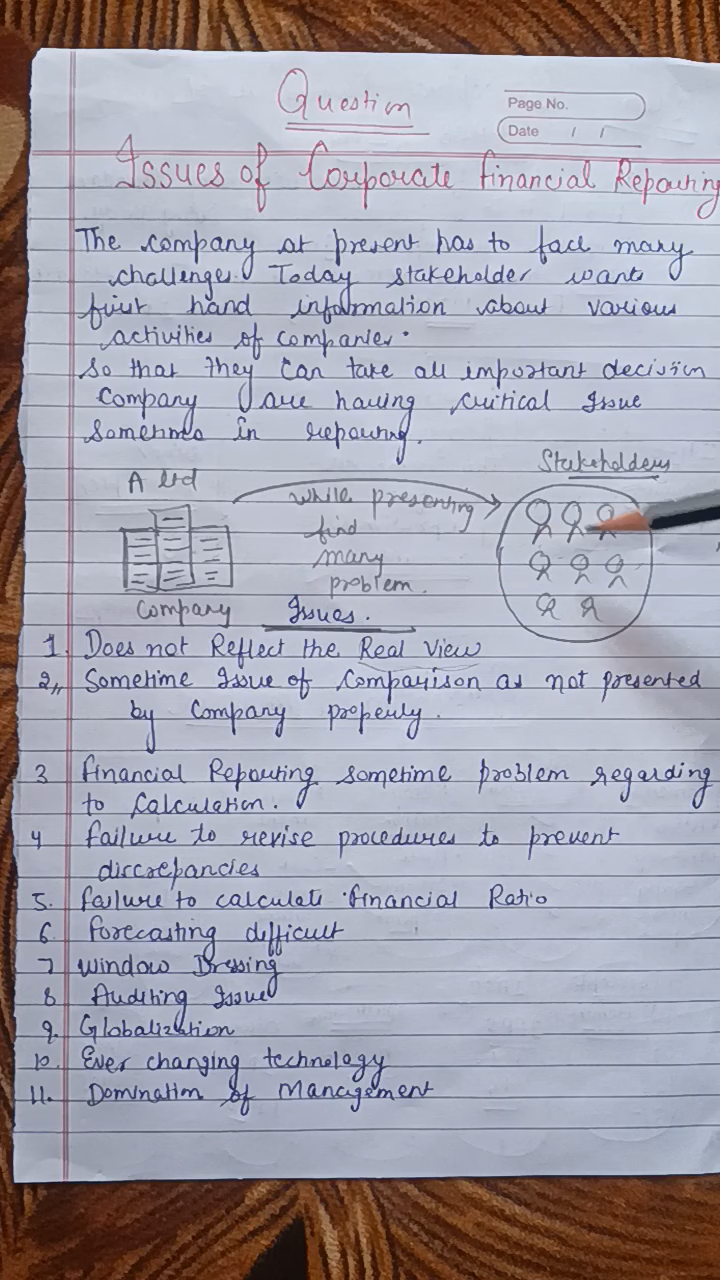 Question
Page No.
Date / /
Issues of Corporate financial Reporting
The company at present has to face many
challenges. Today stakeholder wants
first hand information about various
activities of companies.
So that they can take all important decision
Company are having critical Issue
Sometimes in reporting.
Stakeholders
A ltd
while presenting
find
many
problem.
Company Issues.
1. Does not Reflect the Real View
2,, Sometime Issue of Comparison as not presented
by Company properly.
3 financial Reporting sometime problem regarding
to Calculation.
4 failure to revise procedures to prevent
discrepancies
5. failure to calculate financial Ratio
6 forecasting difficult
7 Window Dressing
8 Auditing Issue
9. Globalization
10. Ever changing technology
11. Domination of Management